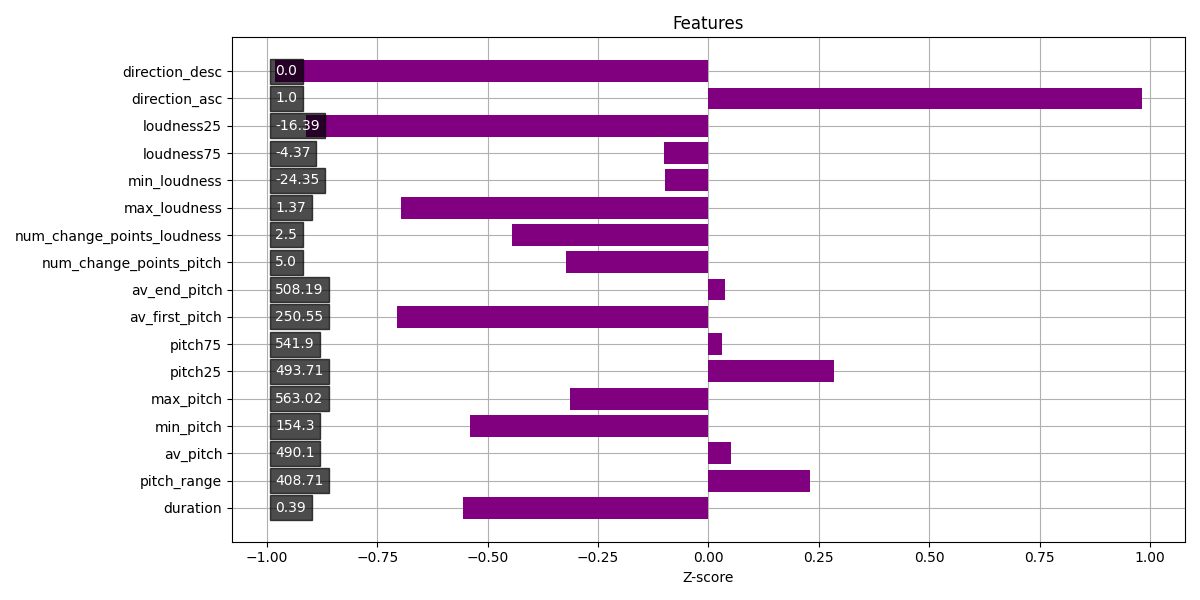 Features
direction_desc 0.0
direction_asc 1.0
loudness25 -16.39
loudness75 -4.37
min_loudness -24.35
max_loudness 1.37
num_change_points_loudness 2.5
num_change_points_pitch 5.0
av_end_pitch 508.19
av_first_pitch 250.55
pitch75 541.9
pitch25 493.71
max_pitch 563.02
min_pitch 154.3
av_pitch 490.1
pitch_range 408.71
duration 0.39
−1.00 −0.75 −0.50 −0.25 0.00 0.25 0.50 0.75 1.00
Z-score